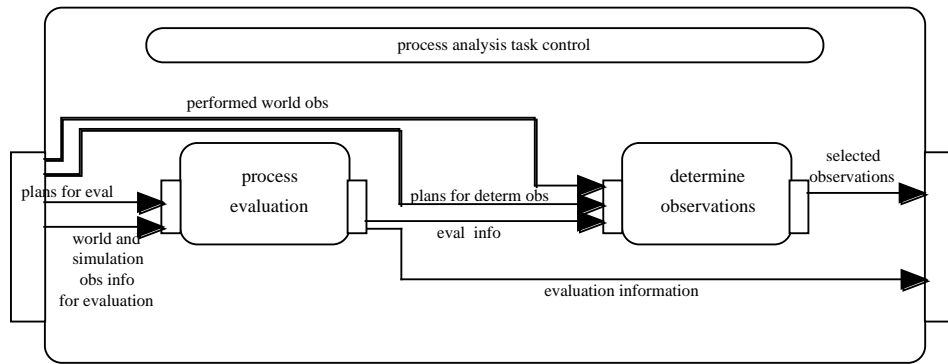 process analysis task control
performed world obs
plans for eval
process
evaluation
plans for determ obs
determine
observations
selected
observations
eval info
world and
simulation
obs info
for evaluation
evaluation information